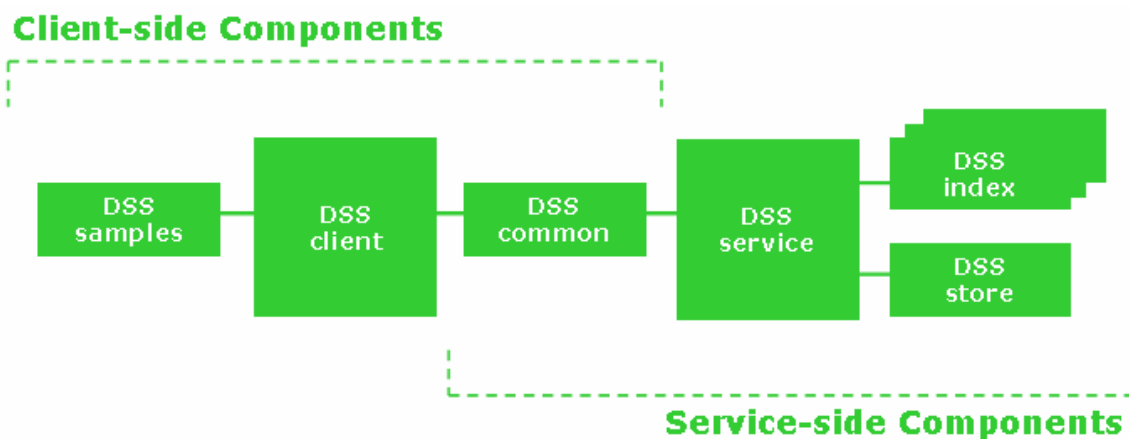 Client-side Components
DSS
samples
DSS
client
DSS
common
DSS
service
DSS
index
DSS
store
Service-side Components